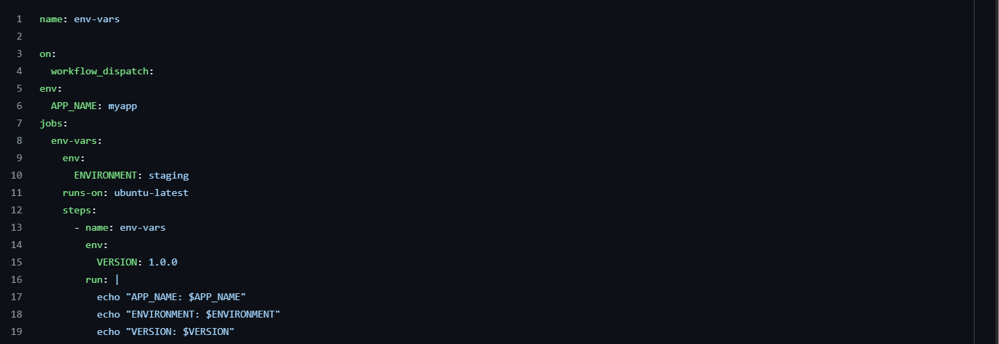 1 name: env-vars
2
3 on:
4   workflow_dispatch:
5 env:
6   APP_NAME: myapp
7 jobs:
8   env-vars:
9     env:
10       ENVIRONMENT: staging
11     runs-on: ubuntu-latest
12     steps:
13       - name: env-vars
14         env:
15           VERSION: 1.0.0
16         run: |
17           echo "APP_NAME: $APP_NAME"
18           echo "ENVIRONMENT: $ENVIRONMENT"
19           echo "VERSION: $VERSION"